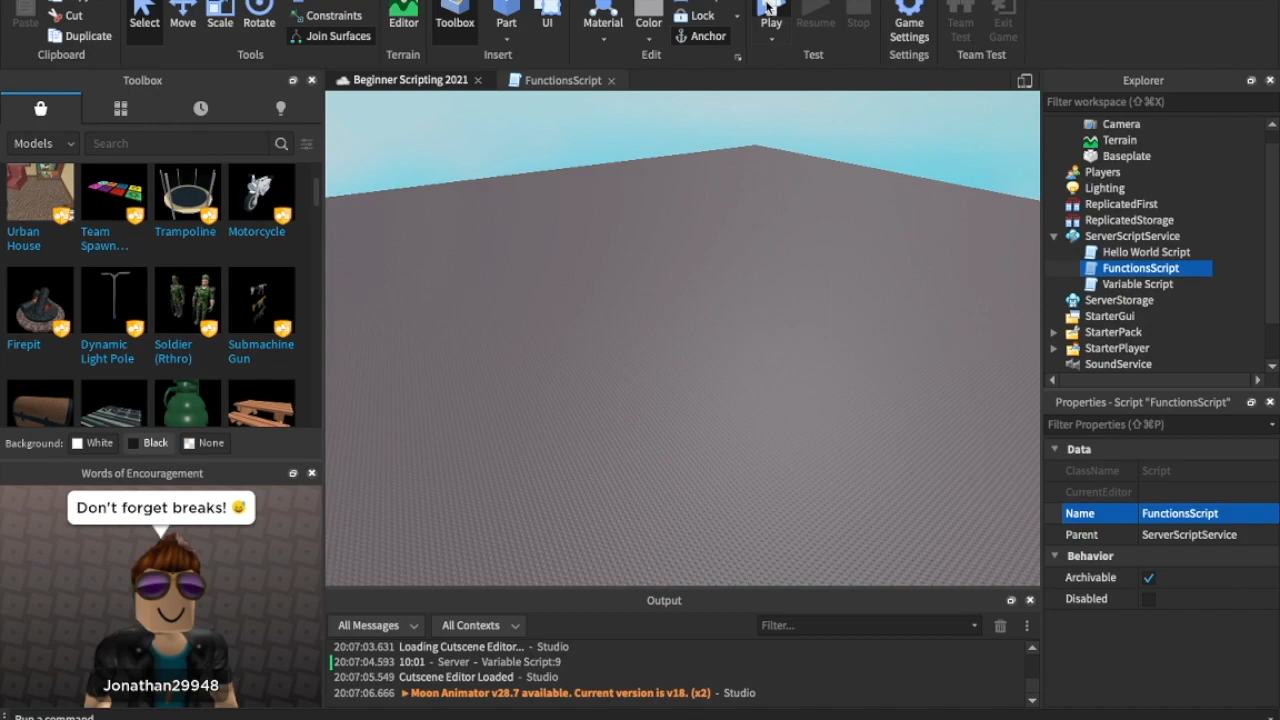 Paste
Cut
Duplicate
Clipboard
Select
Move
Scale
Rotate
Constraints
Join Surfaces
Tools
Editor
Terrain
Toolbox
Part
UI
Insert
Material
Color
Lock
Anchor
Edit
Play
Resume
Stop
Test
Game
Settings
Settings
Team
Test
Exit
Game
Team Test
Toolbox
Models
Search
Urban
House
Team
Spawn...
Trampoline
Motorcycle
Firepit
Dynamic
Light Pole
Soldier
(Rthro)
Submachine
Gun
Background: White Black None
Words of Encouragement
Don't forget breaks! 😅
Jonathan29948
Beginner Scripting 2021
FunctionsScript
Output
All Messages
All Contexts
Filter...
20:07:03.631 Loading Cutscene Editor... - Studio
20:07:04.593 10:01 - Server - Variable Script:9
20:07:05.549 Cutscene Editor Loaded - Studio
20:07:06.666 ▶Moon Animator v28.7 available. Current version is v18. (x2) - Studio
Explorer
Filter workspace (⇧⌘X)
Camera
Terrain
Baseplate
Players
Lighting
ReplicatedFirst
ReplicatedStorage
ServerScriptService
Hello World Script
FunctionsScript
Variable Script
ServerStorage
StarterGui
StarterPack
StarterPlayer
SoundService
Properties - Script "FunctionsScript"
Filter Properties (⇧⌘P)
Data
ClassName Script
CurrentEditor
Name FunctionsScript
Parent ServerScriptService
Behavior
Archivable
Disabled
Run a command